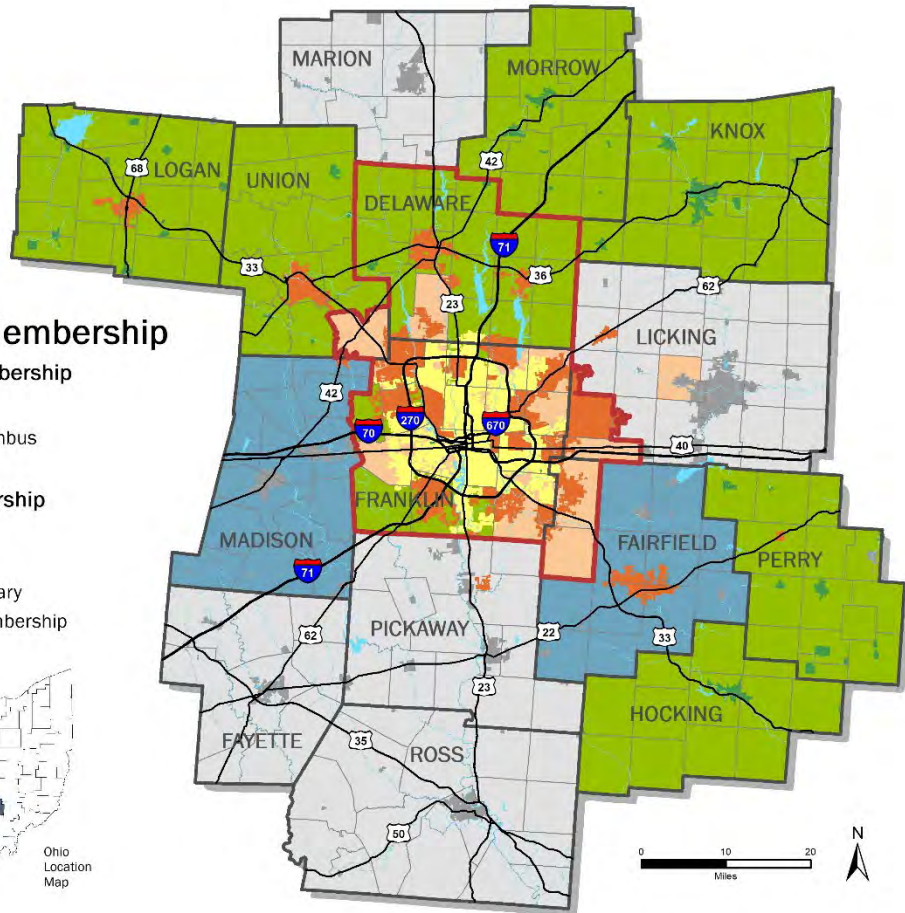 MARION
MORROW
KNOX
68
LOGAN
UNION
42
DELAWARE
71
33
36
23
62
embership
LICKING
bership
42
nbus
270
670
70
40
rship
FRANKLIN
MADISON
FAIRFIELD
PERRY
71
ary
mbership
62
PICKAWAY
22
33
23
HOCKING
FAYETTE
35
ROSS
50
Ohio
Location
Map
0 10 20
Miles
N